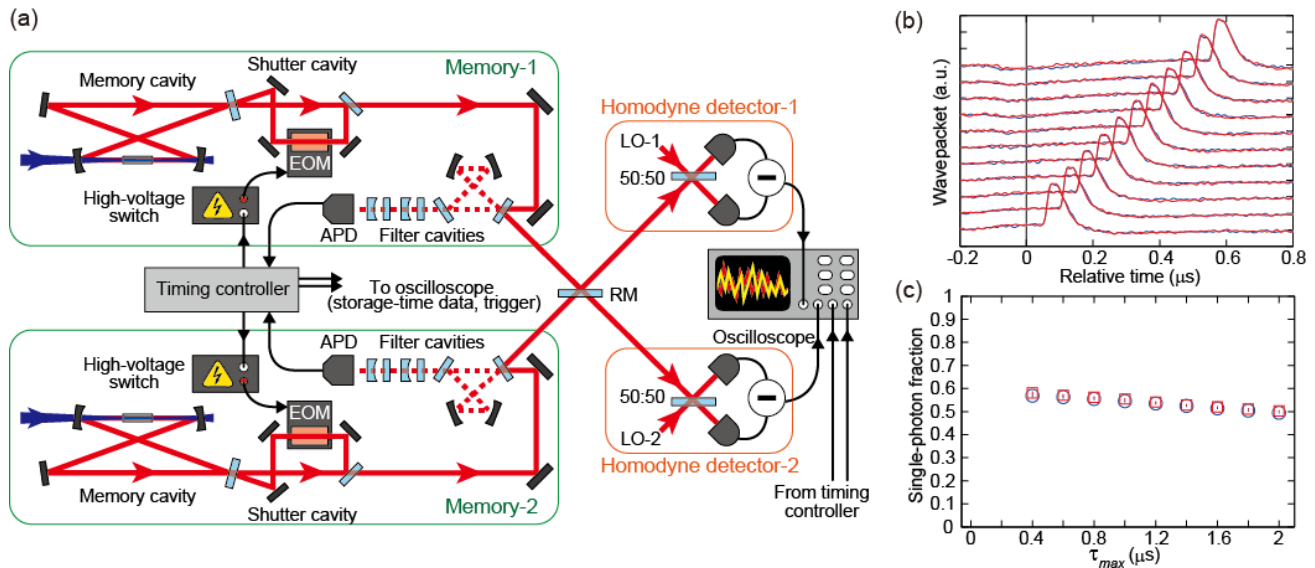 (a)
Memory cavity
Shutter cavity
Memory-1
EOM
High-voltage
switch
APD
Filter cavities
Homodyne detector-1
LO-1
50:50
Timing controller
To oscilloscope
(storage-time data, trigger)
RM
Oscilloscope
High-voltage
switch
APD
Filter cavities
EOM
50:50
LO-2
Homodyne detector-2
Memory cavity
Shutter cavity
Memory-2
From timing
controller
(b)
Wavepacket (a.u.)
-0.2 0 0.2 0.4 0.6 0.8
Relative time (μs)
(c)
Single-photon fraction
1
0.9
0.8
0.7
0.6
0.5
0.4
0.3
0.2
0.1
0
0 0.4 0.8 1.2 1.6 2
τmax (μs)